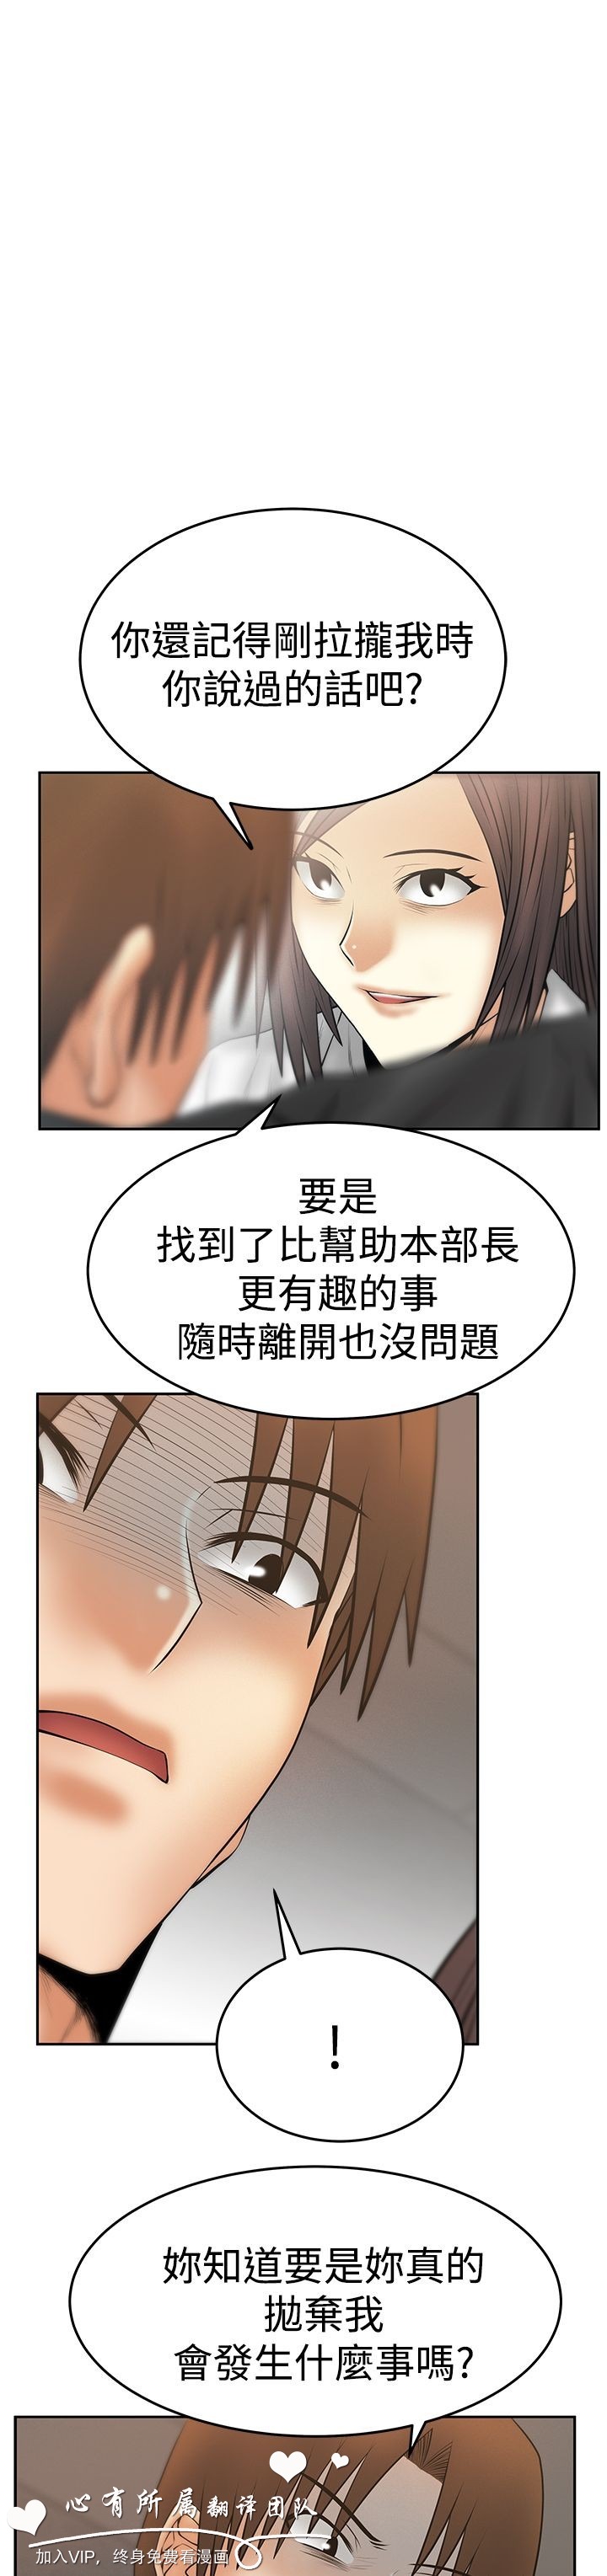 你還記得剛拉攏我時
你說過的話吧?
要是
找到了比幫助本部長
更有趣的事
隨時離開也沒問題
!
妳知道要是妳真的
拋棄我
會發生什麼事嗎?
心有所属翻译团队
加入VIP，终身免费看漫画